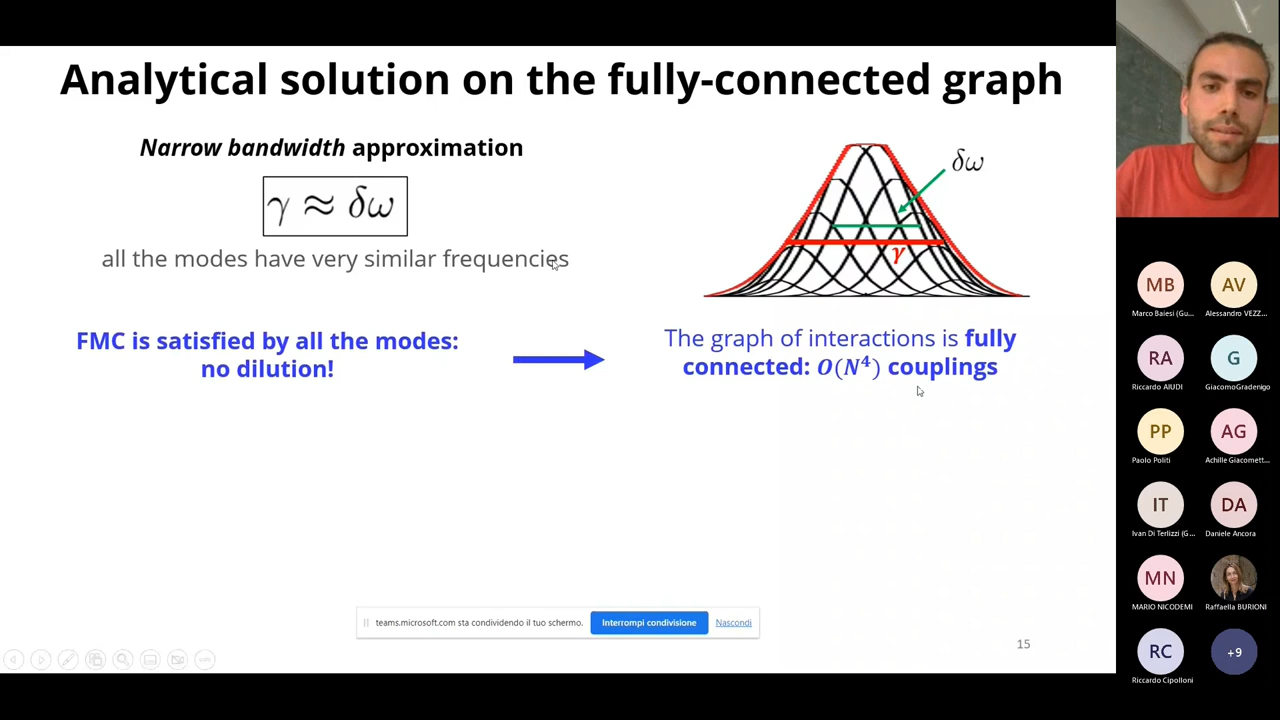 Analytical solution on the fully-connected graph
Narrow bandwidth approximation
γ ≈ δω
all the modes have very similar frequencies
δω
γ
FMC is satisfied by all the modes:
no dilution!
The graph of interactions is fully
connected: O(N⁴) couplings
teams.microsoft.com sta condividendo il tuo schermo.
Interrompi condivisione
Nascondi
15
MB
Marco Baiesi (Gu...
AV
Alessandro VEZZ...
RA
Riccardo AIUDI
G
GiacomoGradenigo
PP
Paolo Politi
AG
Achille Giacomett...
IT
Ivan Di Terlizzi (G...
DA
Daniele Ancora
MN
MARIO NICODEMI
Raffaella BURIONI
RC
Riccardo Cipolloni
+9